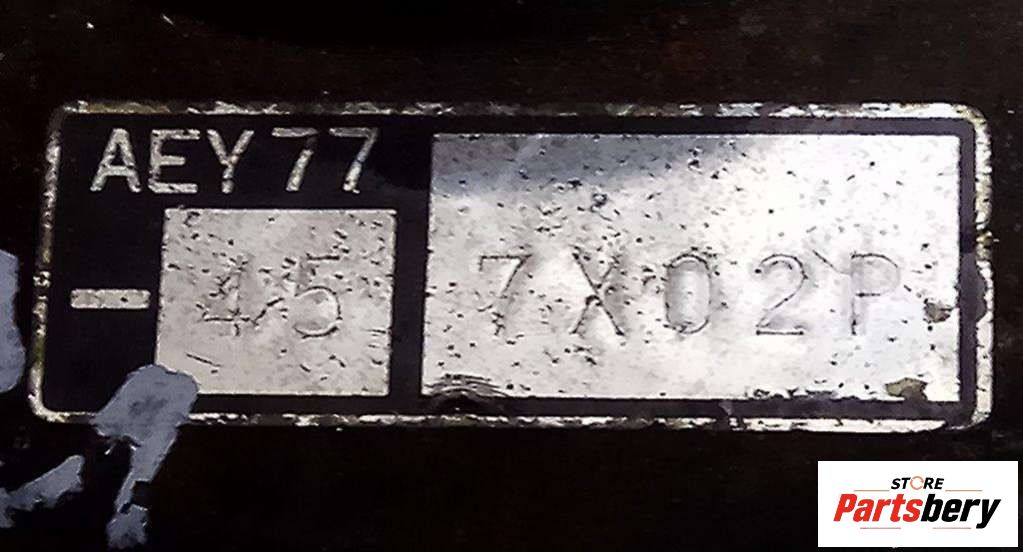 AEY77
- 45 7X02P
STORE
Partsbery